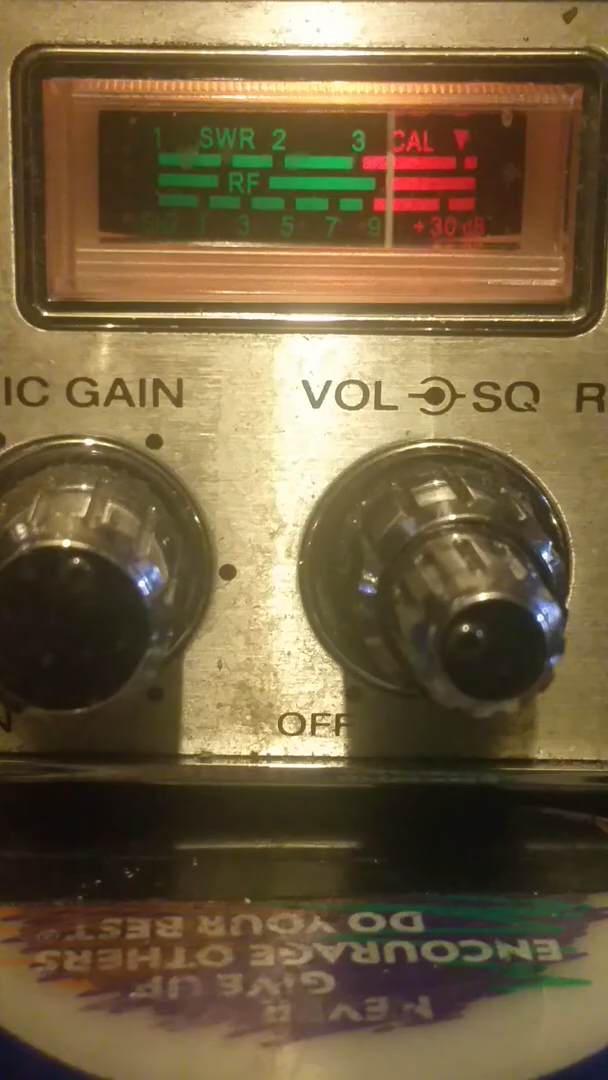 1 SWR 2 3 CAL
RF
SIG 1 3 5 7 9 +30 dB
IC GAIN VOL SQ R
N OFF
DO YOUR BEST®
ENCOURAGE OTHERS
GIVE UP
NEVER